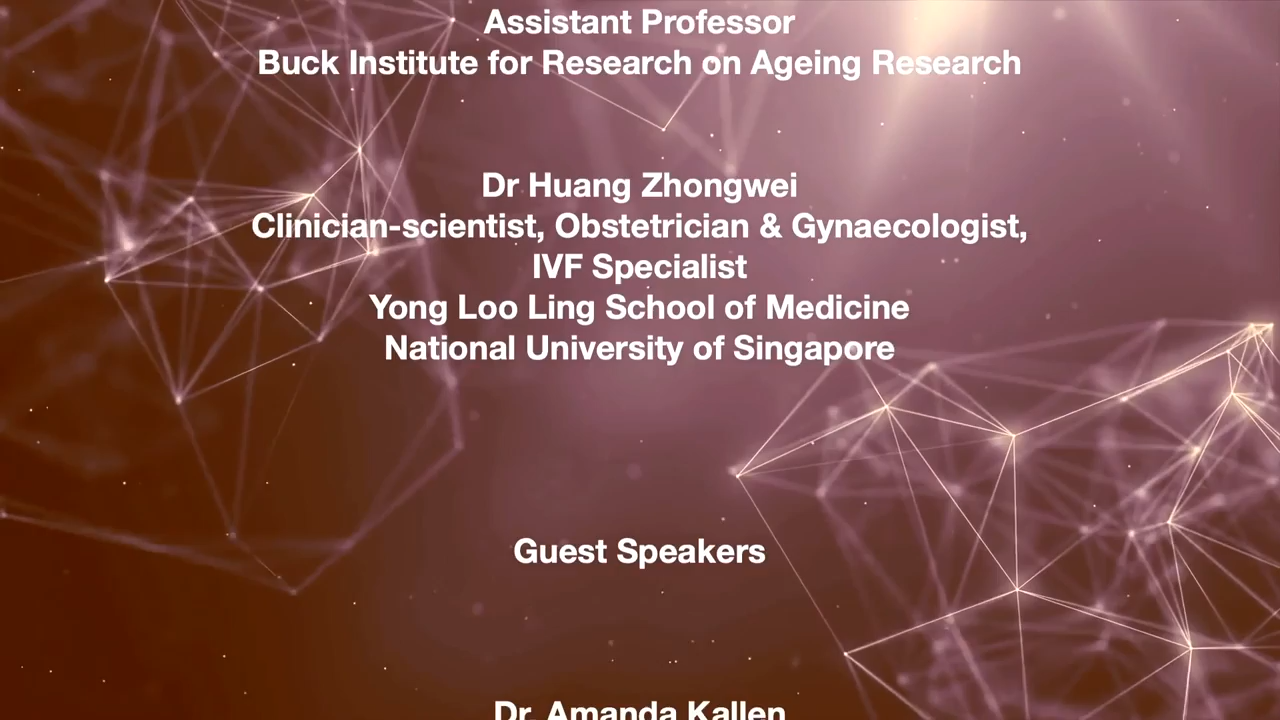 Assistant Professor
Buck Institute for Research on Ageing Research
Dr Huang Zhongwei
Clinician-scientist, Obstetrician & Gynaecologist,
IVF Specialist
Yong Loo Ling School of Medicine
National University of Singapore
Guest Speakers
Dr. Amanda Kallen